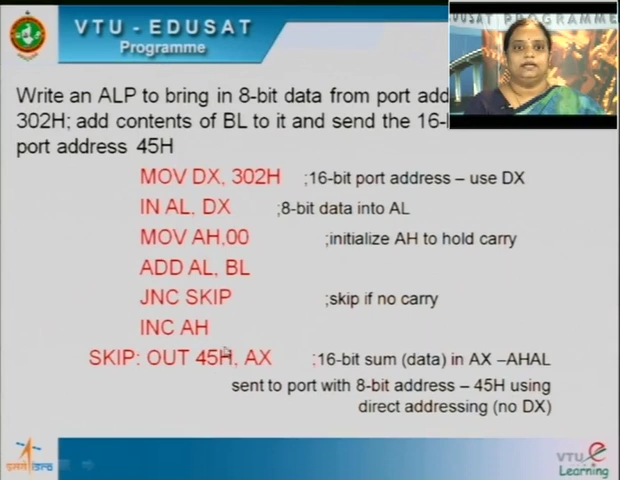 VTU - EDUSAT
Programme
EDUSAT PROGRAMME
Write an ALP to bring in 8-bit data from port add
302H; add contents of BL to it and send the 16-
port address 45H
MOV DX, 302H ;16-bit port address – use DX
IN AL, DX ;8-bit data into AL
MOV AH,00 ;initialize AH to hold carry
ADD AL, BL
JNC SKIP ;skip if no carry
INC AH
SKIP: OUT 45H, AX ;16-bit sum (data) in AX –AHAL
sent to port with 8-bit address – 45H using
direct addressing (no DX)
VTU e
Learning